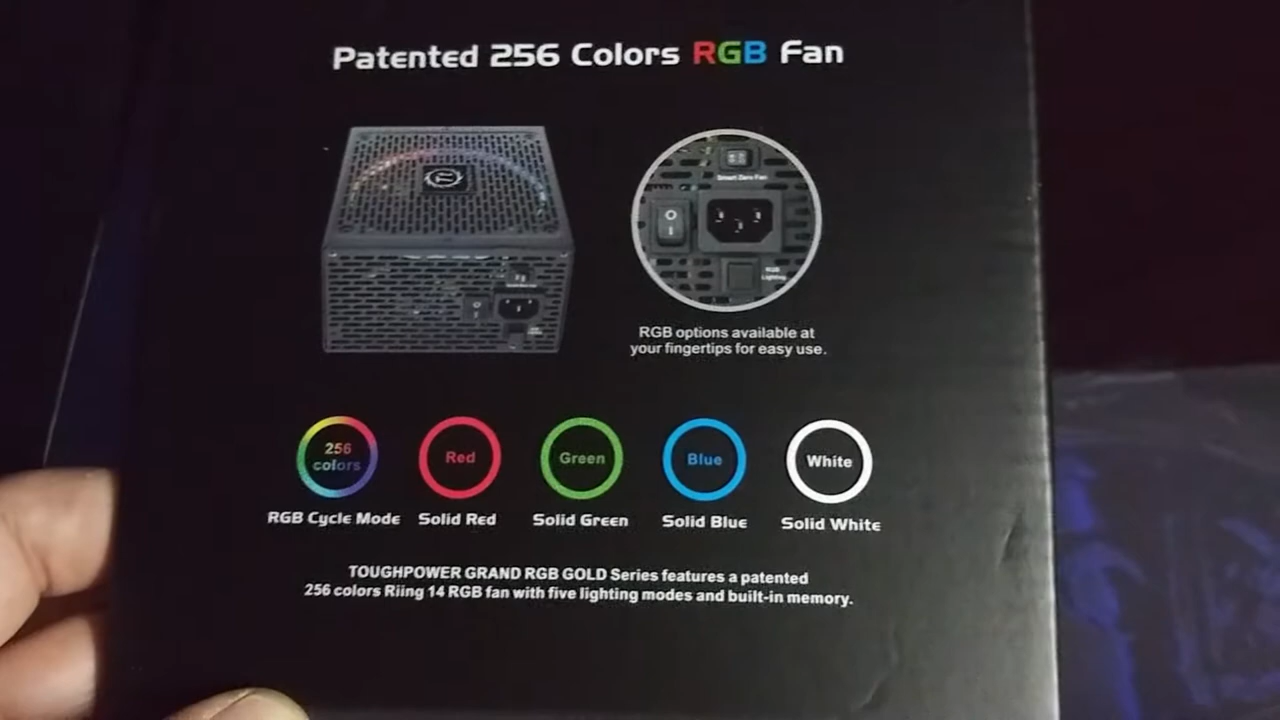 Patented 256 Colors RGB Fan
Smart Zero Fan
RGB
Lighting
RGB options available at
your fingertips for easy use.
256
colors
Red
Green
Blue
White
RGB Cycle Mode
Solid Red
Solid Green
Solid Blue
Solid White
TOUGHPOWER GRAND RGB GOLD Series features a patented
256 colors Riing 14 RGB fan with five lighting modes and built-in memory.